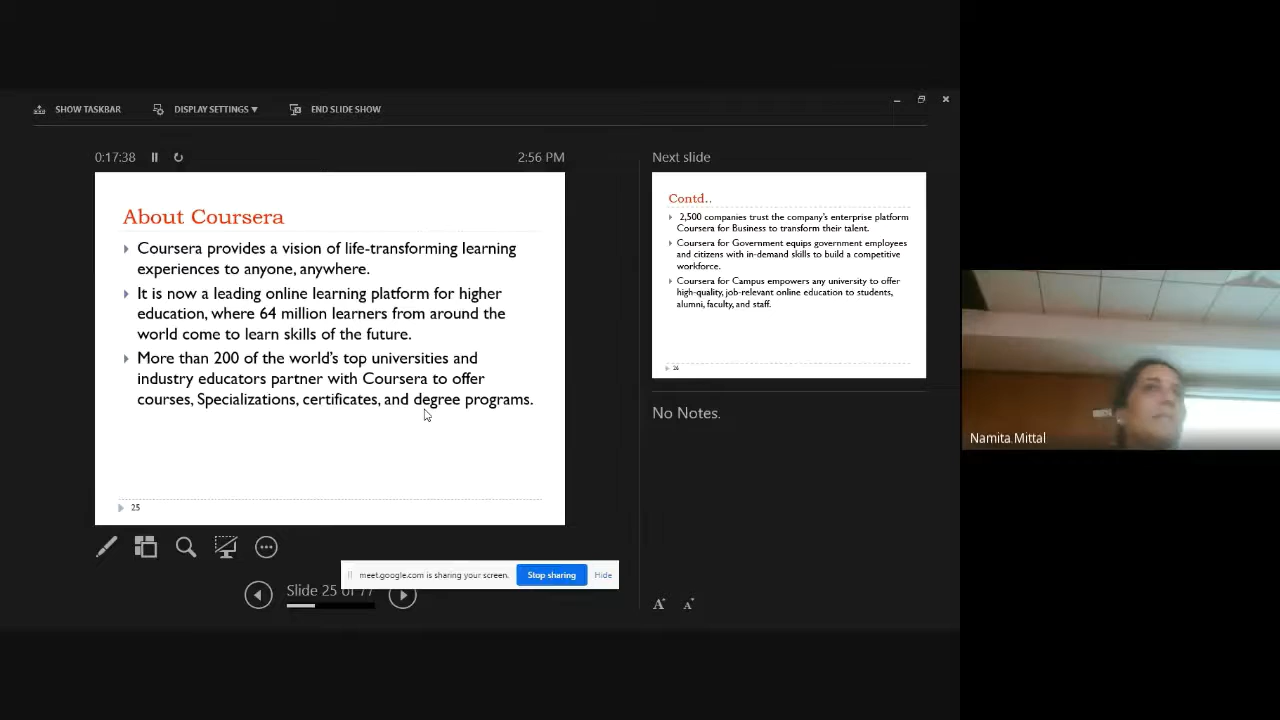 SHOW TASKBAR DISPLAY SETTINGS ▼ END SLIDE SHOW
0:17:38 2:56 PM
About Coursera
Coursera provides a vision of life-transforming learning
experiences to anyone, anywhere.
It is now a leading online learning platform for higher
education, where 64 million learners from around the
world come to learn skills of the future.
More than 200 of the world's top universities and
industry educators partner with Coursera to offer
courses, Specializations, certificates, and degree programs.
25
meet.google.com is sharing your screen. Stop sharing Hide
Slide 25 of 77
Next slide
Contd..
2,500 companies trust the company's enterprise platform
Coursera for Business to transform their talent.
Coursera for Government equips government employees
and citizens with in-demand skills to build a competitive
workforce.
Coursera for Campus empowers any university to offer
high-quality, job-relevant online education to students,
alumni, faculty, and staff.
26
No Notes.
A A
Namita Mittal